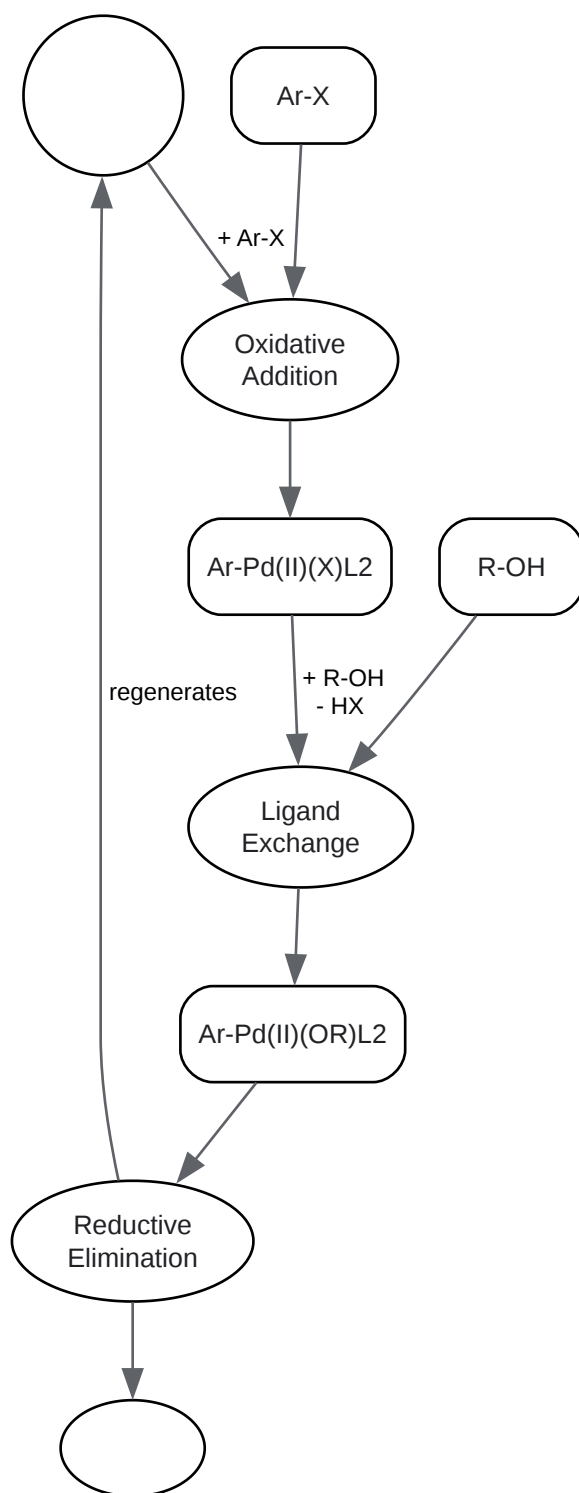 Ar-X
+ Ar-X
Oxidative
Addition
Ar-Pd(II)(X)L2
R-OH
+ R-OH
- HX
regenerates
Ligand
Exchange
Ar-Pd(II)(OR)L2
Reductive
Elimination